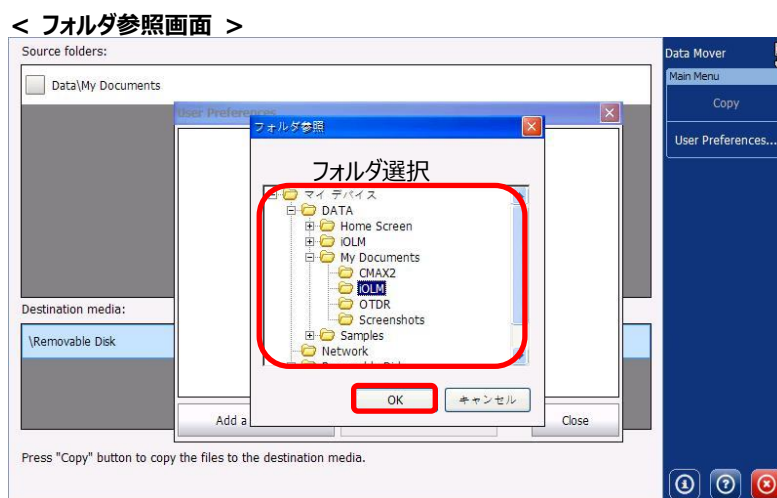 < フォルダ参照画面 >
Source folders:
Data\My Documents
Data Mover
Main Menu
Copy
User Preferences...
User Preferences
フォルダ参照
フォルダ選択
マイ デバイス
DATA
Home Screen
iOLM
My Documents
CMAX2
iOLM
OTDR
Screenshots
Samples
Network
OK
キャンセル
Destination media:
\Removable Disk
Add a
Close
Press "Copy" button to copy the files to the destination media.